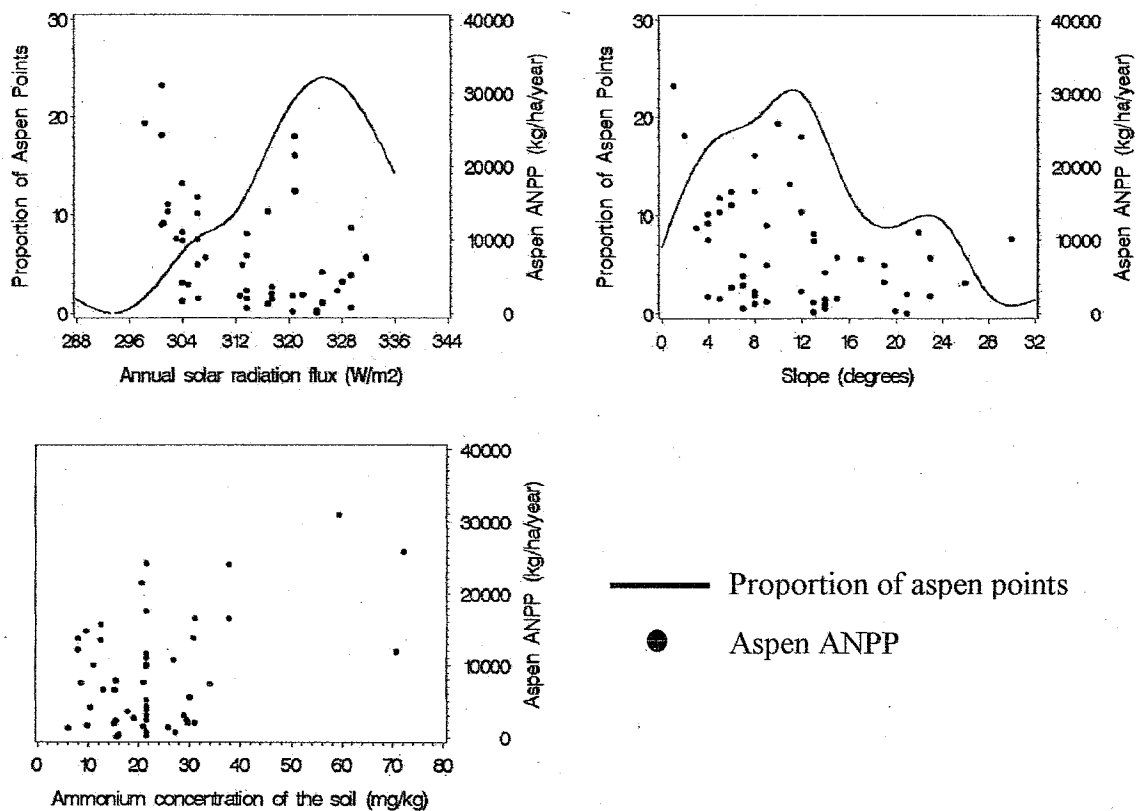 30
20
10
0
Proportion of Aspen Points
40000
30000
20000
10000
0
Aspen ANPP (kg/ha/year)
288 296 304 312 320 328 336 344
Annual solar radiation flux (W/m2)
30
20
10
0
Proportion of Aspen Points
40000
30000
20000
10000
0
Aspen ANPP (kg/ha/year)
0 4 8 12 16 20 24 28 32
Slope (degrees)
40000
30000
20000
10000
0
Aspen ANPP (kg/ha/year)
0 10 20 30 40 50 60 70 80
Ammonium concentration of the soil (mg/kg)
Proportion of aspen points
Aspen ANPP